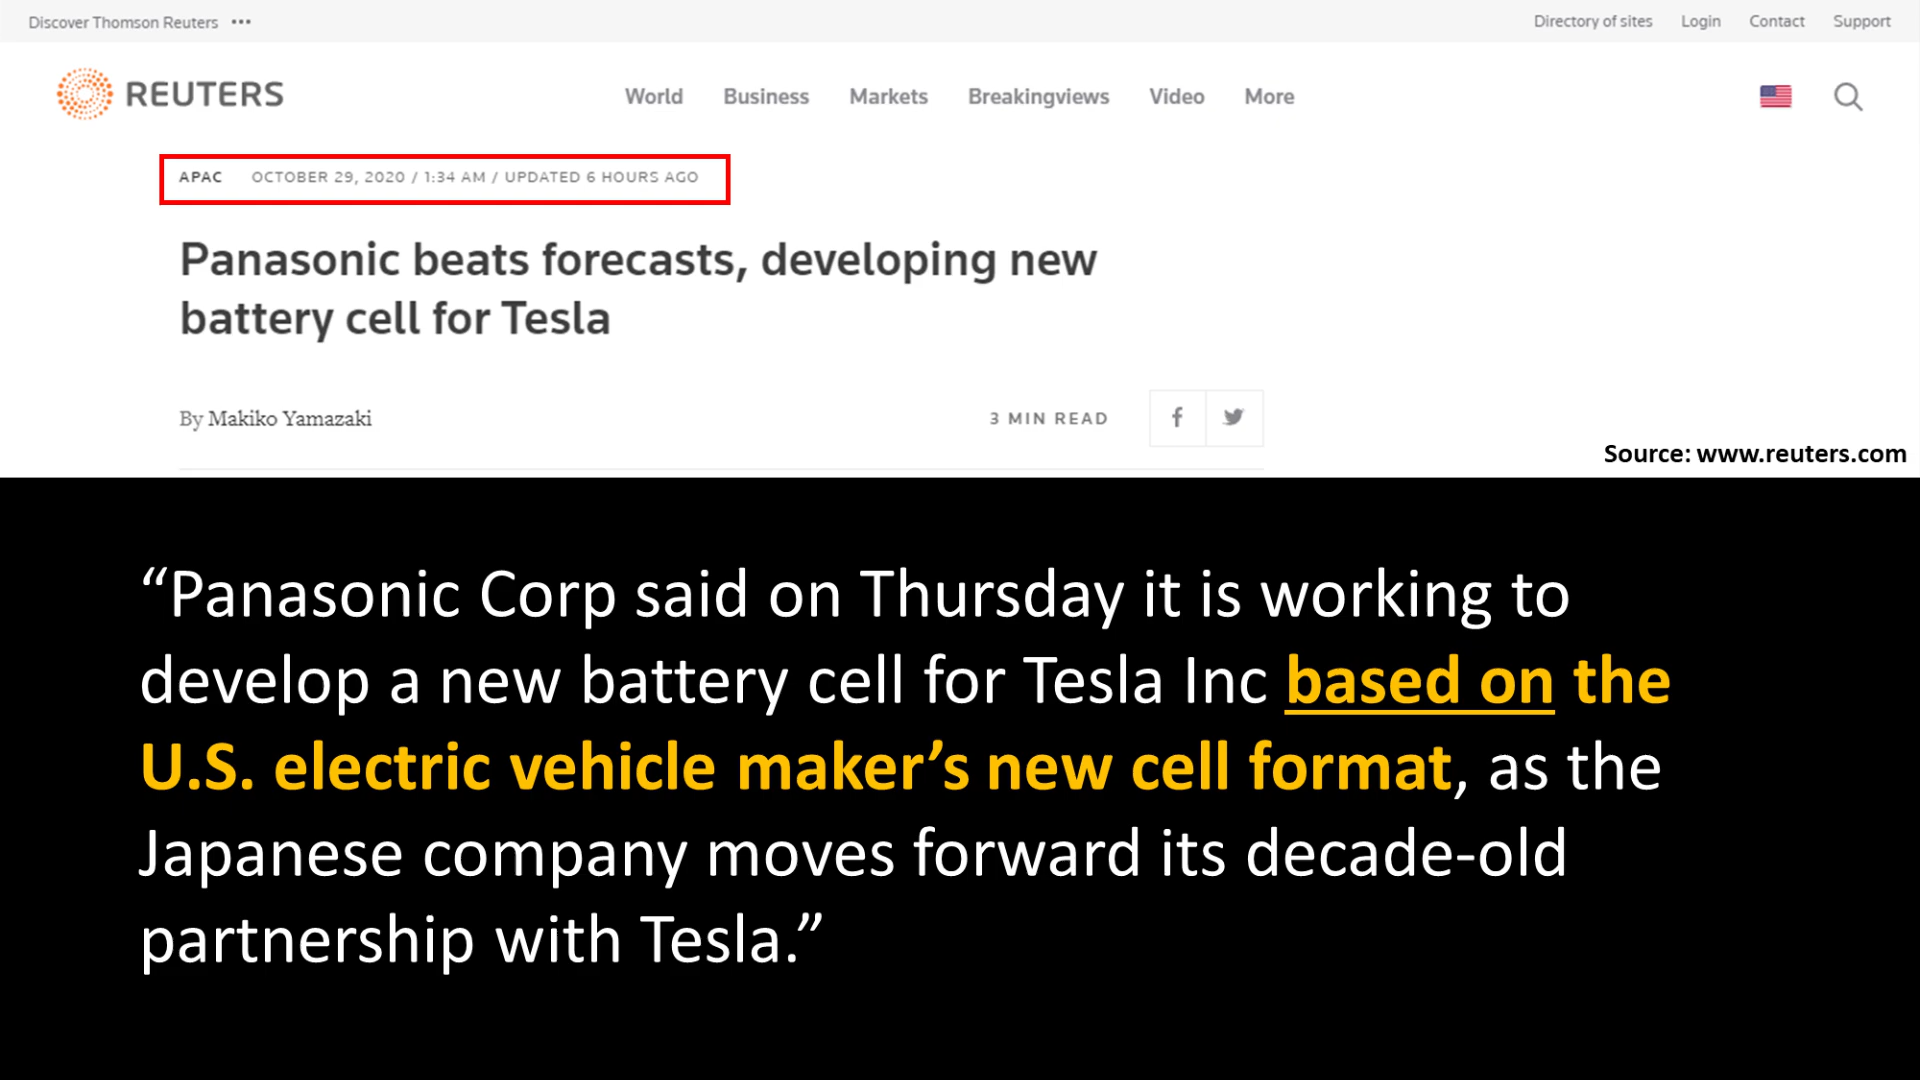 Discover Thomson Reuters •••
Directory of sites Login Contact Support
REUTERS
World Business Markets Breakingviews Video More
APAC OCTOBER 29, 2020 / 1:34 AM / UPDATED 6 HOURS AGO
Panasonic beats forecasts, developing new
battery cell for Tesla
By Makiko Yamazaki
3 MIN READ
Source: www.reuters.com
“Panasonic Corp said on Thursday it is working to
develop a new battery cell for Tesla Inc based on the
U.S. electric vehicle maker’s new cell format, as the
Japanese company moves forward its decade-old
partnership with Tesla.”